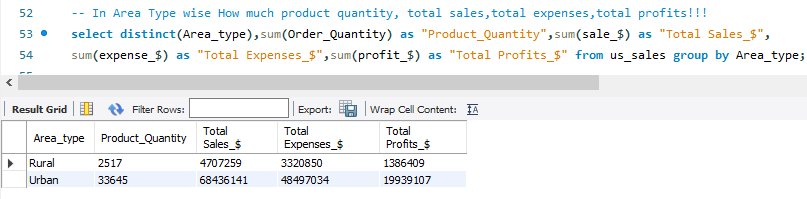 52 -- In Area Type wise How much product quantity, total sales,total expenses,total profits!!!
53 select distinct(Area_type),sum(Order_Quantity) as "Product_Quantity",sum(sale_$) as "Total Sales_$",
54 sum(expense_$) as "Total Expenses_$",sum(profit_$) as "Total Profits_$" from us_sales group by Area_type;
Result Grid Filter Rows: Export: Wrap Cell Content: IA
Area_type Product_Quantity Total Sales_$ Total Expenses_$ Total Profits_$
Rural 2517 4707259 3320850 1386409
Urban 33645 68436141 48497034 19939107